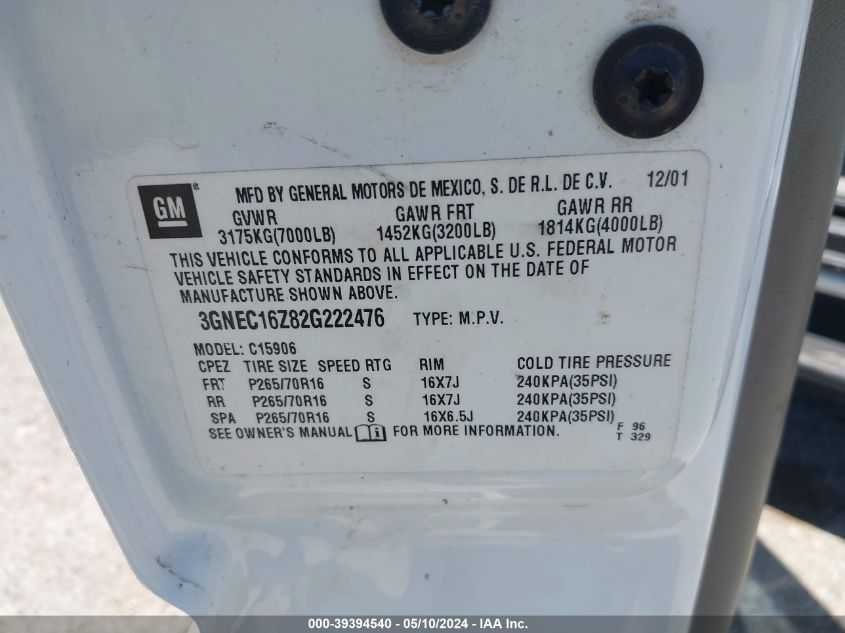 GM ® MFD BY GENERAL MOTORS DE MEXICO, S. DE R.L. DE C.V. 12/01
GVWR GAWR FRT GAWR RR
3175KG(7000LB) 1452KG(3200LB) 1814KG(4000LB)
THIS VEHICLE CONFORMS TO ALL APPLICABLE U.S. FEDERAL MOTOR
VEHICLE SAFETY STANDARDS IN EFFECT ON THE DATE OF
MANUFACTURE SHOWN ABOVE.
3GNEC16Z82G222476 TYPE: M.P.V.
MODEL: C15906
CPEZ TIRE SIZE SPEED RTG RIM COLD TIRE PRESSURE
FRT P265/70R16 S 16X7J 240KPA(35PSI)
RR P265/70R16 S 16X7J 240KPA(35PSI)
SPA P265/70R16 S 16X6.5J 240KPA(35PSI)
SEE OWNER'S MANUAL FOR MORE INFORMATION. F 96
T 329
000-39394540 - 05/10/2024 - IAA Inc.